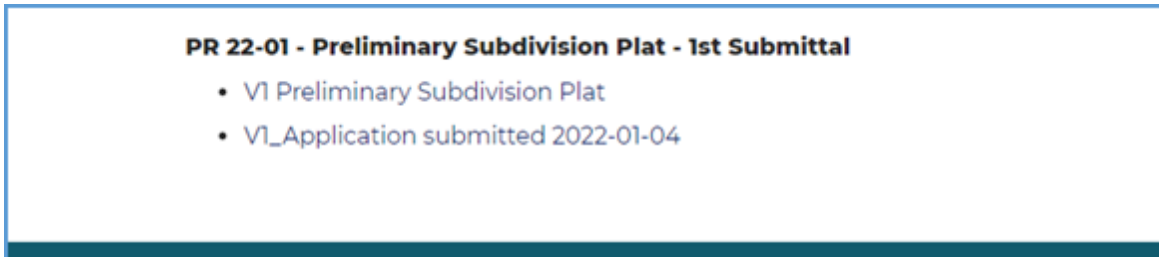 PR 22-01 - Preliminary Subdivision Plat - 1st Submittal
• V1 Preliminary Subdivision Plat
• V1_Application submitted 2022-01-04